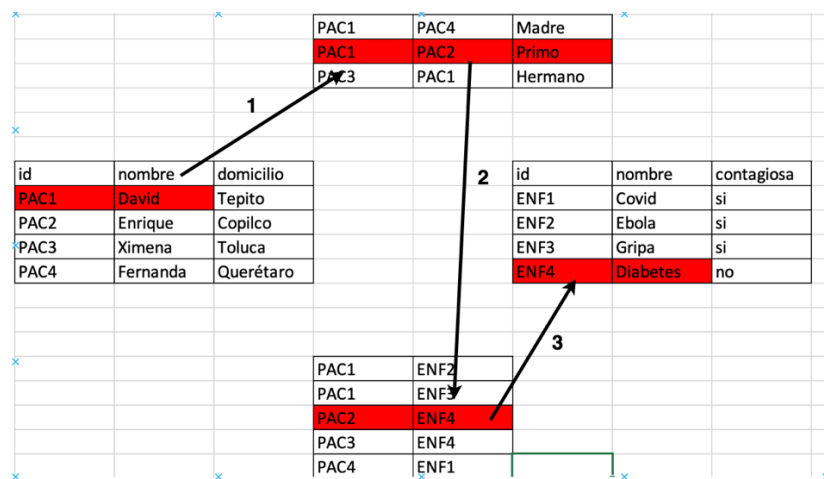 PAC1 PAC4 Madre
PAC1 PAC2 Primo
PAC3 PAC1 Hermano
1
id nombre domicilio
PAC1 David Tepito
PAC2 Enrique Copilco
PAC3 Ximena Toluca
PAC4 Fernanda Querétaro
2
id nombre contagiosa
ENF1 Covid si
ENF2 Ebola si
ENF3 Gripa si
ENF4 Diabetes no
3
PAC1 ENF2
PAC1 ENF3
PAC2 ENF4
PAC3 ENF4
PAC4 ENF1